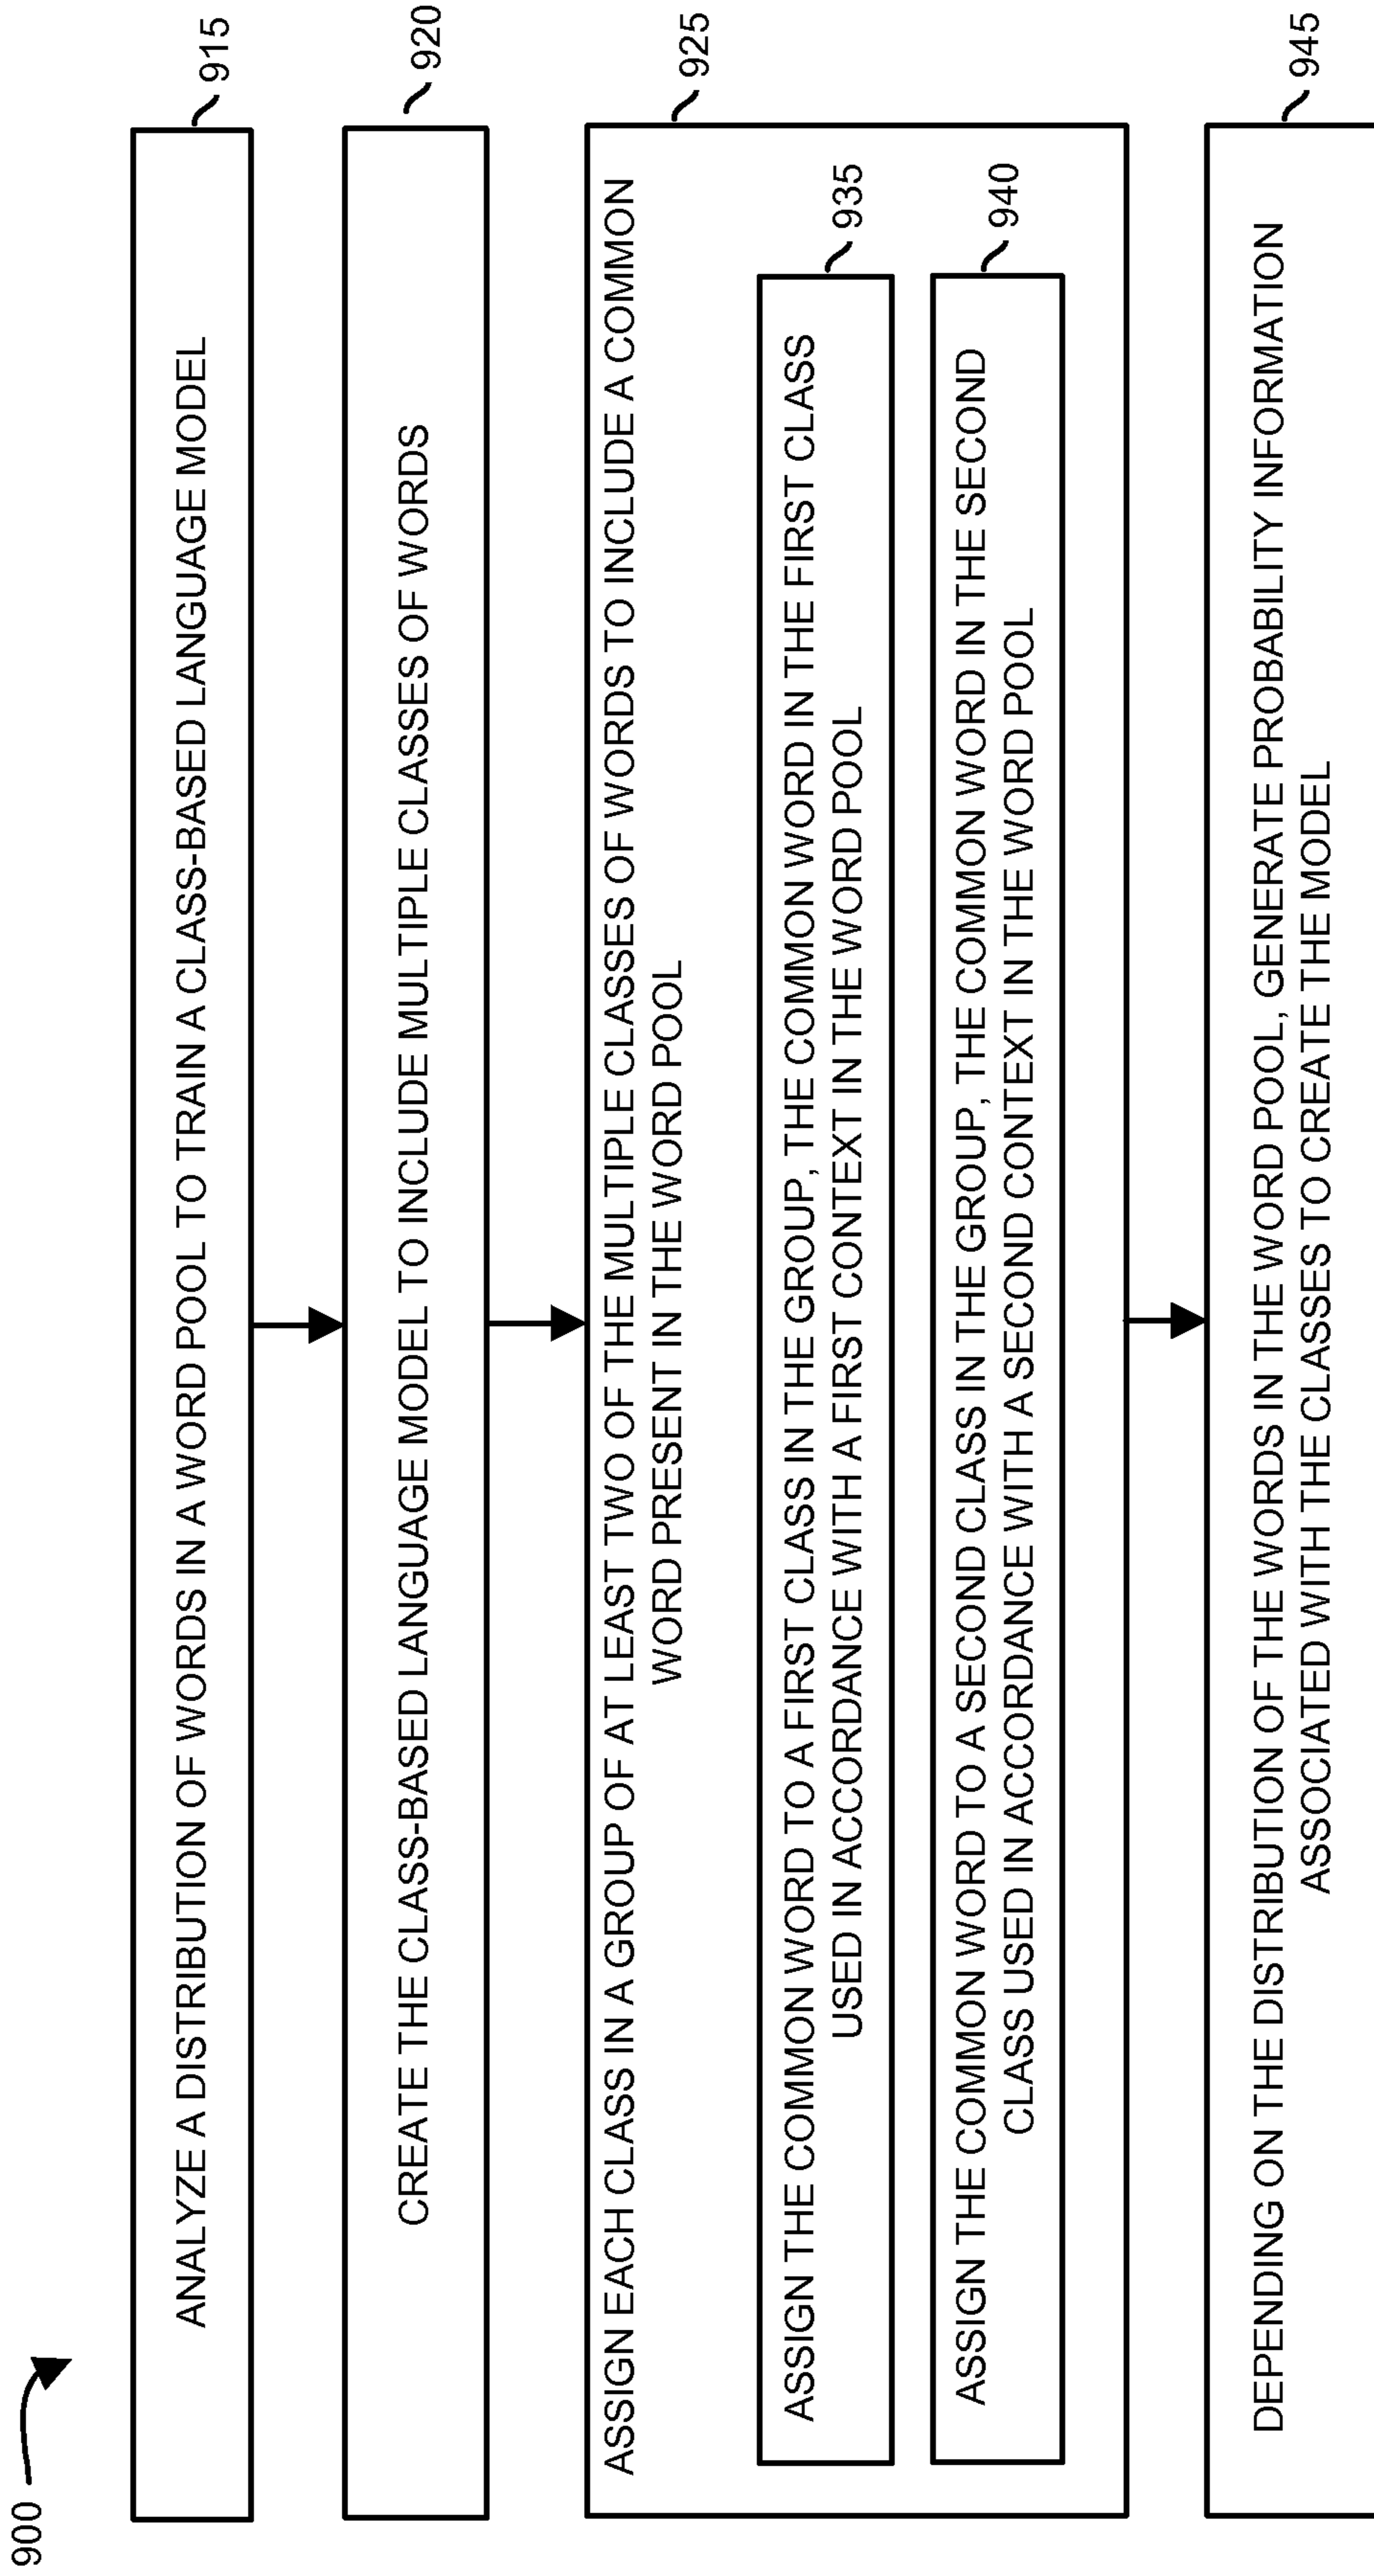 900
ANALYZE A DISTRIBUTION OF WORDS IN A WORD POOL TO TRAIN A CLASS-BASED LANGUAGE MODEL
915
CREATE THE CLASS-BASED LANGUAGE MODEL TO INCLUDE MULTIPLE CLASSES OF WORDS
920
ASSIGN EACH CLASS IN A GROUP OF AT LEAST TWO OF THE MULTIPLE CLASSES OF WORDS TO INCLUDE A COMMON
WORD PRESENT IN THE WORD POOL
925
ASSIGN THE COMMON WORD TO A FIRST CLASS IN THE GROUP, THE COMMON WORD IN THE FIRST CLASS
USED IN ACCORDANCE WITH A FIRST CONTEXT IN THE WORD POOL
935
ASSIGN THE COMMON WORD TO A SECOND CLASS IN THE GROUP, THE COMMON WORD IN THE SECOND
CLASS USED IN ACCORDANCE WITH A SECOND CONTEXT IN THE WORD POOL
940
DEPENDING ON THE DISTRIBUTION OF THE WORDS IN THE WORD POOL, GENERATE PROBABILITY INFORMATION
ASSOCIATED WITH THE CLASSES TO CREATE THE MODEL
945